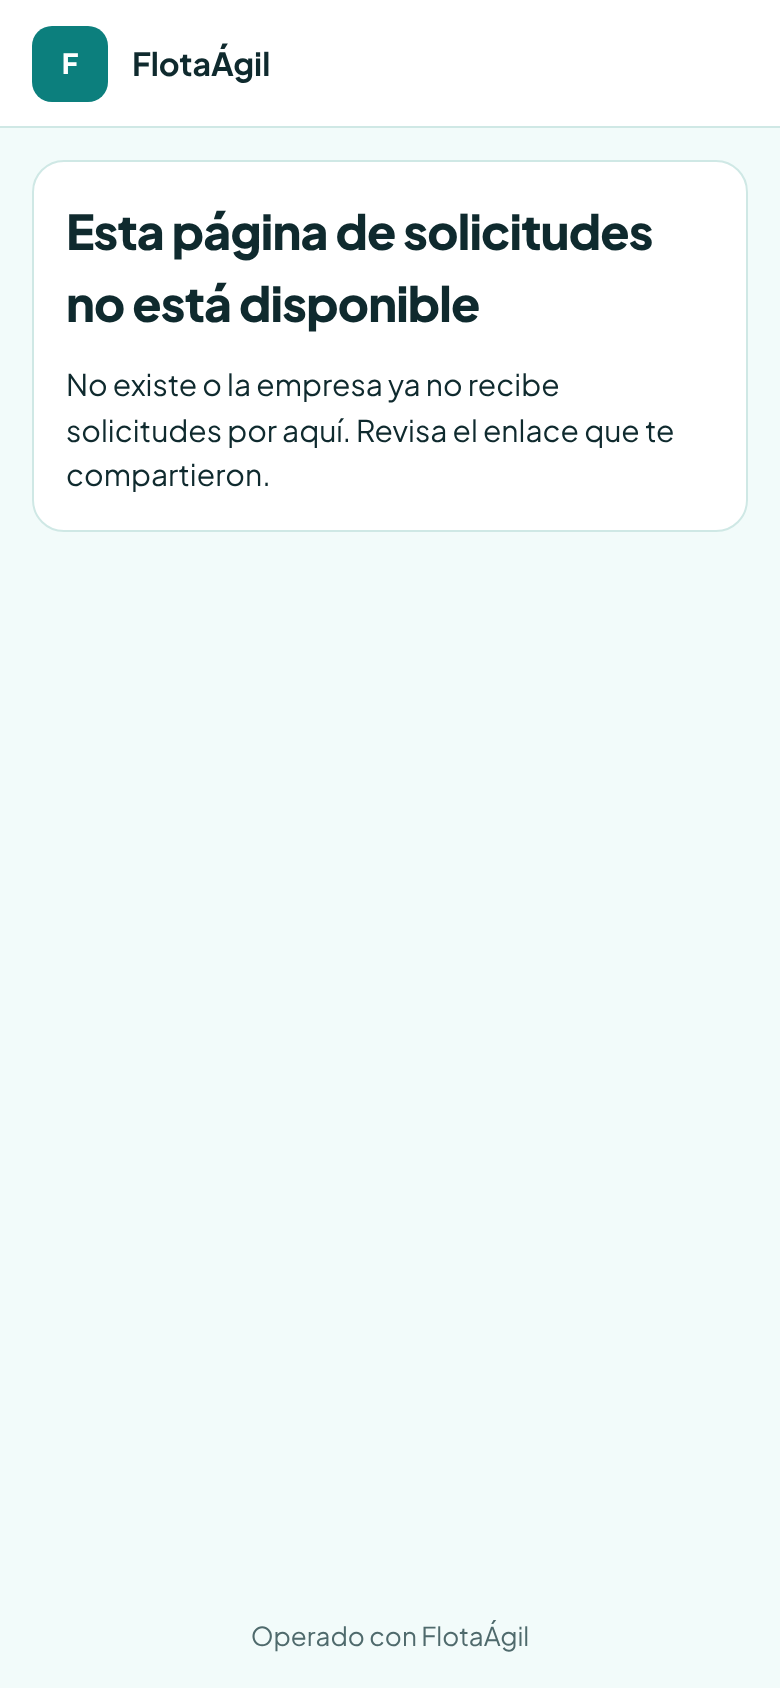 F
FlotaÁgil
Esta página de solicitudes
no está disponible
No existe o la empresa ya no recibe
solicitudes por aquí. Revisa el enlace que te
compartieron.
Operado con FlotaÁgil